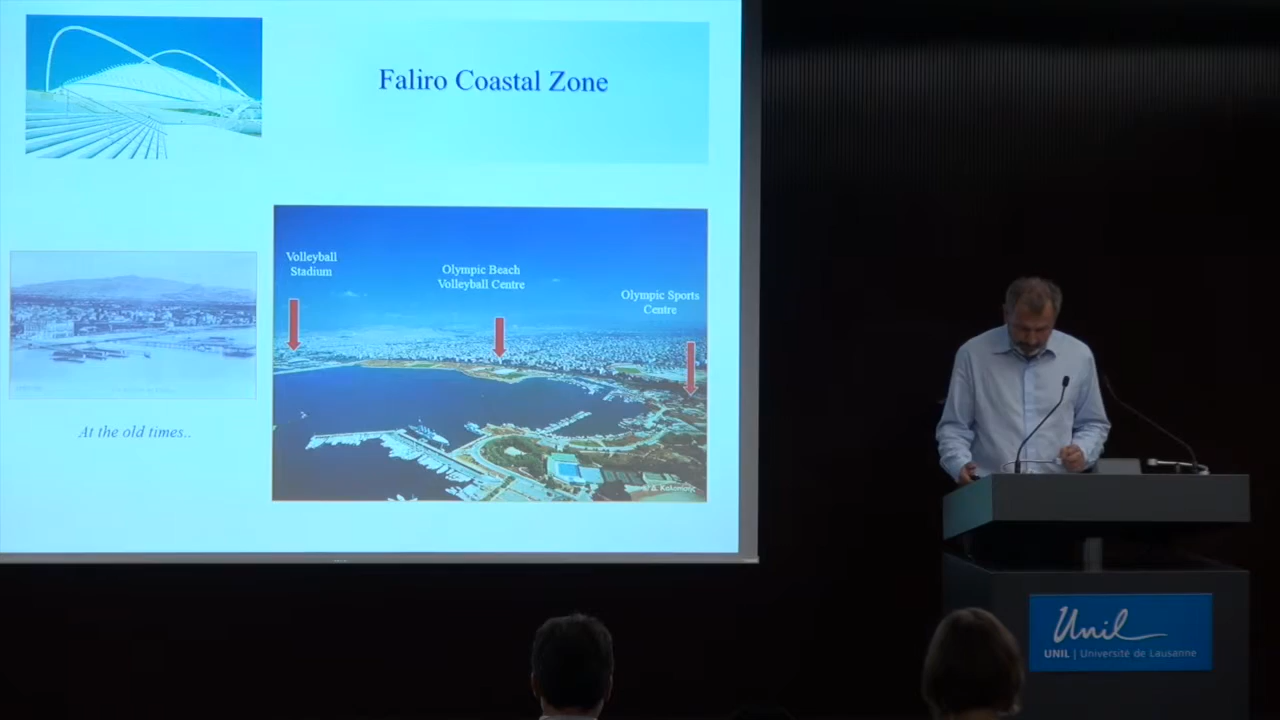 Faliro Coastal Zone
Volleyball
Stadium
Olympic Beach
Volleyball Centre
Olympic Sports
Centre
At the old times..
Unil
UNIL | Université de Lausanne